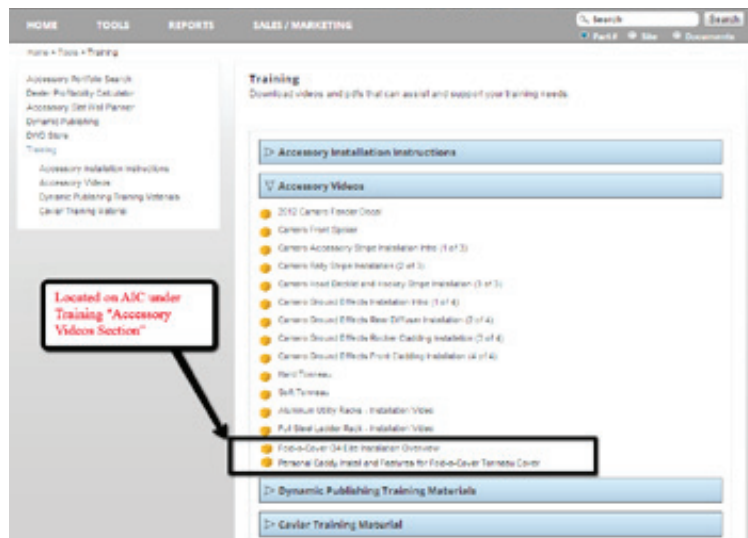 HOME TOOLS REPORTS SALES / MARKETING
Search Search
Part # Site Documents
Home > Tools > Training
Accessory Portfolio Search
Dealer Profitability Calculator
Accessory Slat Wall Planner
Dynamic Publishing
DVD Store
Training
Accessory Installation Instructions
Accessory Videos
Dynamic Publishing Training Materials
Caviar Training Material
Training
Download videos and pdfs that can assist and support your training needs.
Accessory Installation Instructions
Accessory Videos
2012 Camaro Fender Decal
Camaro Front Splitter
Camaro Accessory Stripe Installation Intro (1 of 3)
Camaro Rally Stripe Installation (2 of 3)
Camaro Hood Decklid and Hockey Stripe Installation (3 of 3)
Camaro Ground Effects Installation Intro (1 of 4)
Camaro Ground Effects Rear Diffuser Installation (2 of 4)
Camaro Ground Effects Rocker Cladding Installation (3 of 4)
Camaro Ground Effects Front Cladding Installation (4 of 4)
Hard Tonneau
Soft Tonneau
Aluminum Utility Racks - Installation Video
Full Steel Ladder Rack - Installation Video
Fold-a-Cover G4 Elite Installation Overview
Personal Caddy Install and Features for Fold-a-Cover Tonneau Cover
Dynamic Publishing Training Materials
Caviar Training Material
Located on AIC under
Training "Accessory
Videos Section"